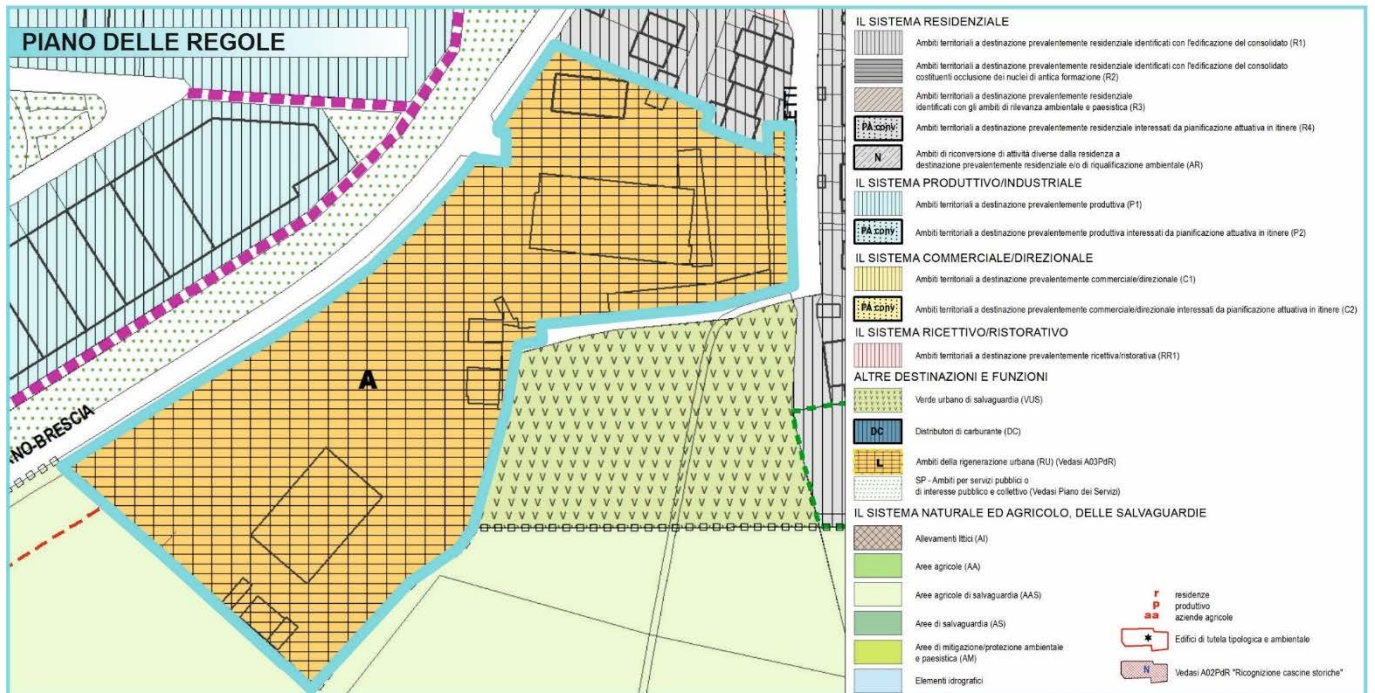 PIANO DELLE REGOLE
A
NO-BRESCIA
ETTI
IL SISTEMA RESIDENZIALE
Ambiti territoriali a destinazione prevalentemente residenziale identificati con l'edificazione del consolidato (R1)
Ambiti territoriali a destinazione prevalentemente residenziale identificati con l'edificazione del consolidato
costituenti occlusione dei nuclei di antica formazione (R2)
Ambiti territoriali a destinazione prevalentemente residenziale
identificati con gli ambiti di rilevanza ambientale e paesistica (R3)
PA conv
Ambiti territoriali a destinazione prevalentemente residenziale interessati da pianificazione attuativa in itinere (R4)
N
Ambiti di riconversione di attività diverse dalla residenza a
destinazione prevalentemente residenziale e/o di riqualificazione ambientale (AR)
IL SISTEMA PRODUTTIVO/INDUSTRIALE
Ambiti territoriali a destinazione prevalentemente produttiva (P1)
PA conv
Ambiti territoriali a destinazione prevalentemente produttiva interessati da pianificazione attuativa in itinere (P2)
IL SISTEMA COMMERCIALE/DIREZIONALE
Ambiti territoriali a destinazione prevalentemente commerciale/direzionale (C1)
PA conv
Ambiti territoriali a destinazione prevalentemente commerciale/direzionale interessati da pianificazione attuativa in itinere (C2)
IL SISTEMA RICETTIVO/RISTORATIVO
Ambiti territoriali a destinazione prevalentemente ricettiva/ristorativa (RR1)
ALTRE DESTINAZIONI E FUNZIONI
Verde urbano di salvaguardia (VUS)
DC
Distributori di carburante (DC)
L
Ambiti della rigenerazione urbana (RU) (Vedasi A03PdR)
SP - Ambiti per servizi pubblici o
di interesse pubblico e collettivo (Vedasi Piano dei Servizi)
IL SISTEMA NATURALE ED AGRICOLO, DELLE SALVAGUARDIE
Allevamenti Ittici (AI)
Aree agricole (AA)
Aree agricole di salvaguardia (AAS)
Aree di salvaguardia (AS)
Aree di mitigazione/protezione ambientale
e paesistica (AM)
Elementi idrografici
r residenze
p produttivo
aa aziende agricole
Edifici di tutela tipologica e ambientale
N
Vedasi A02PdR "Ricognizione cascine storiche"